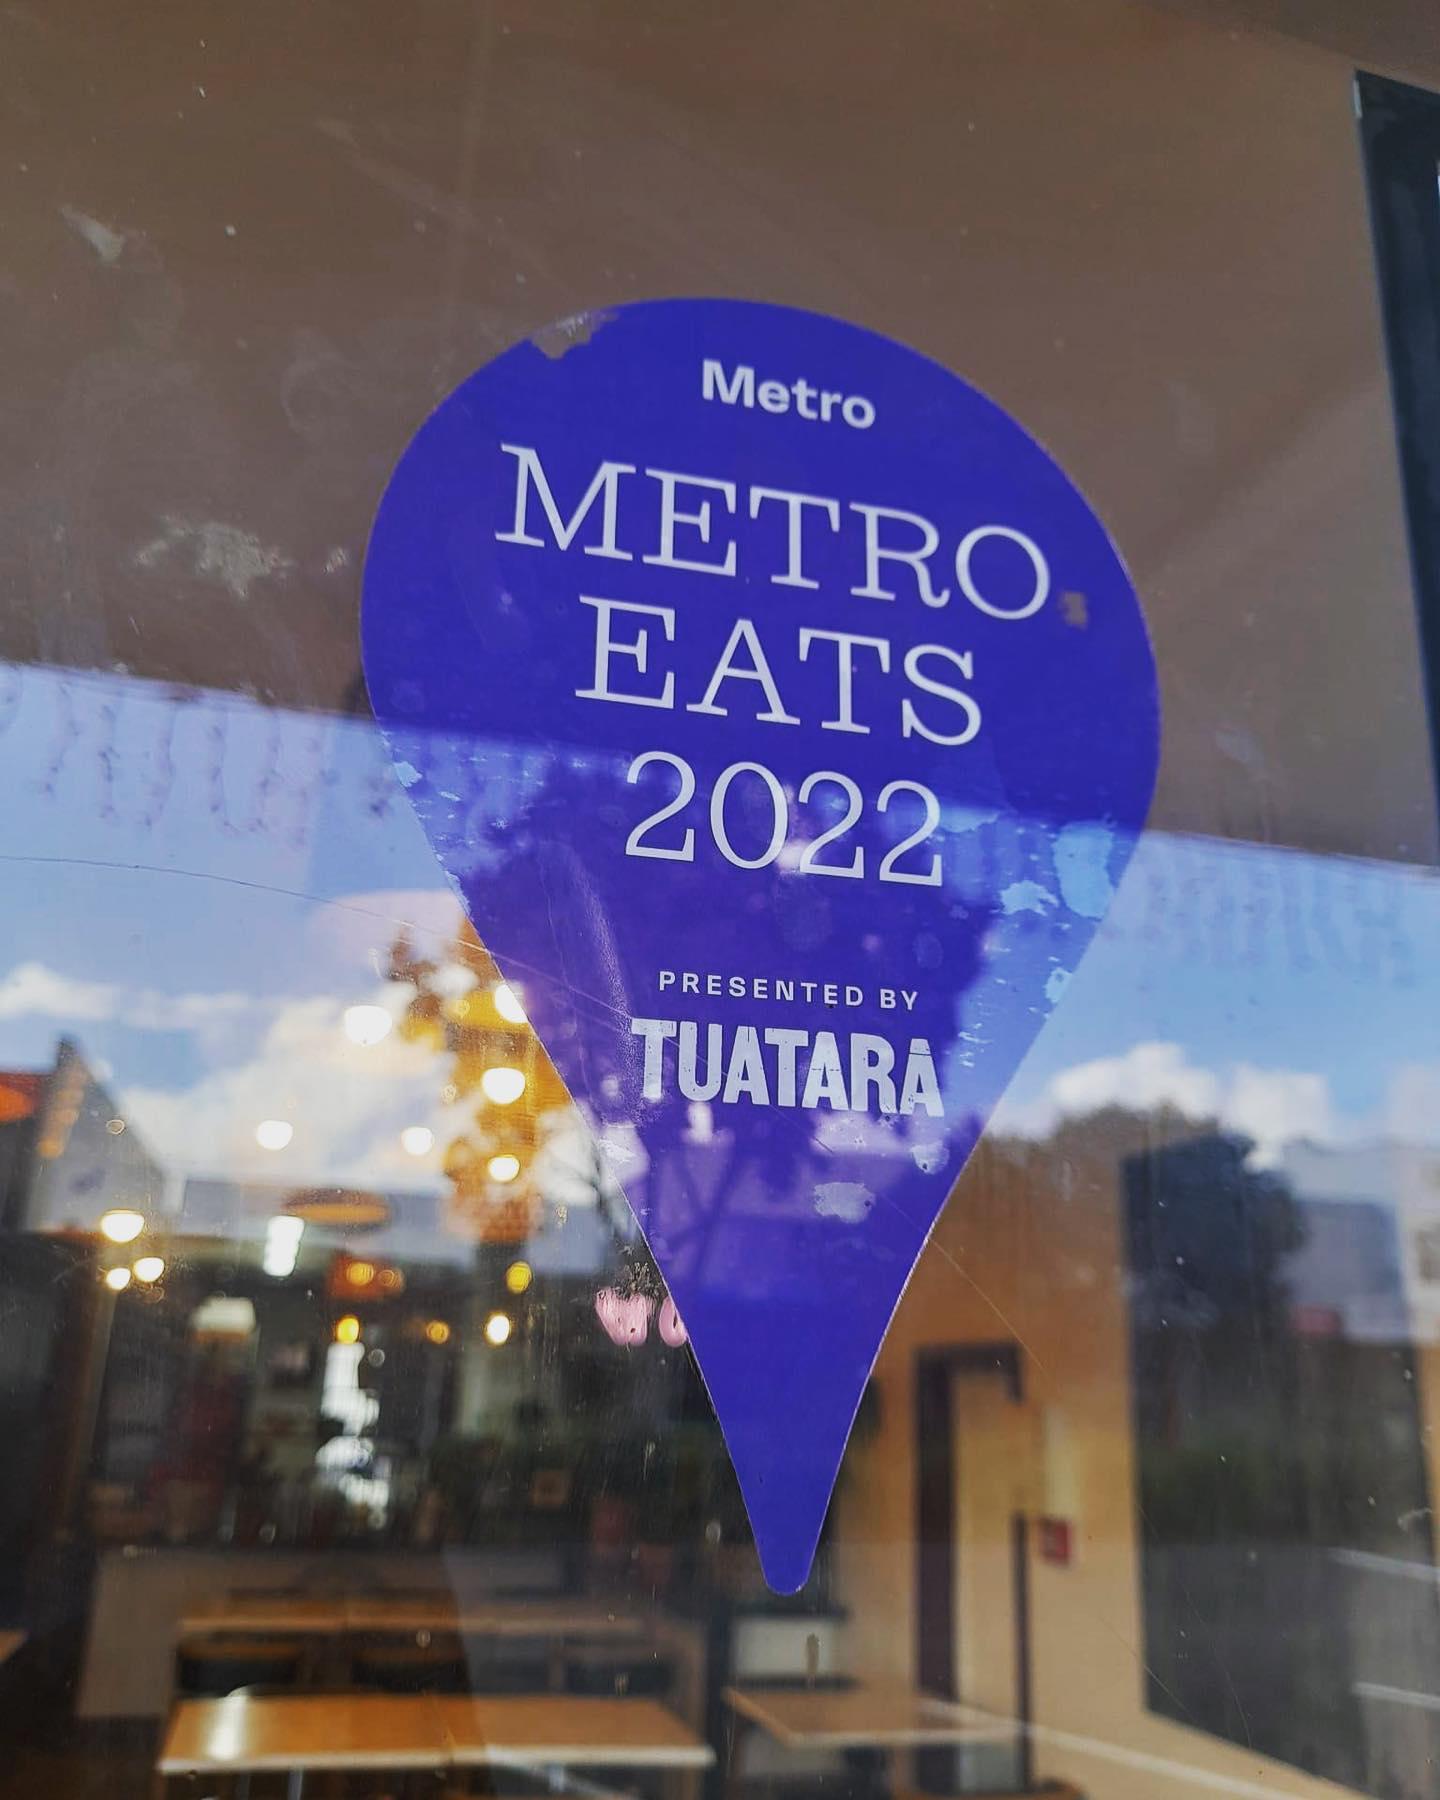 Metro
METRO
EATS
2022
PRESENTED BY
TUATARA